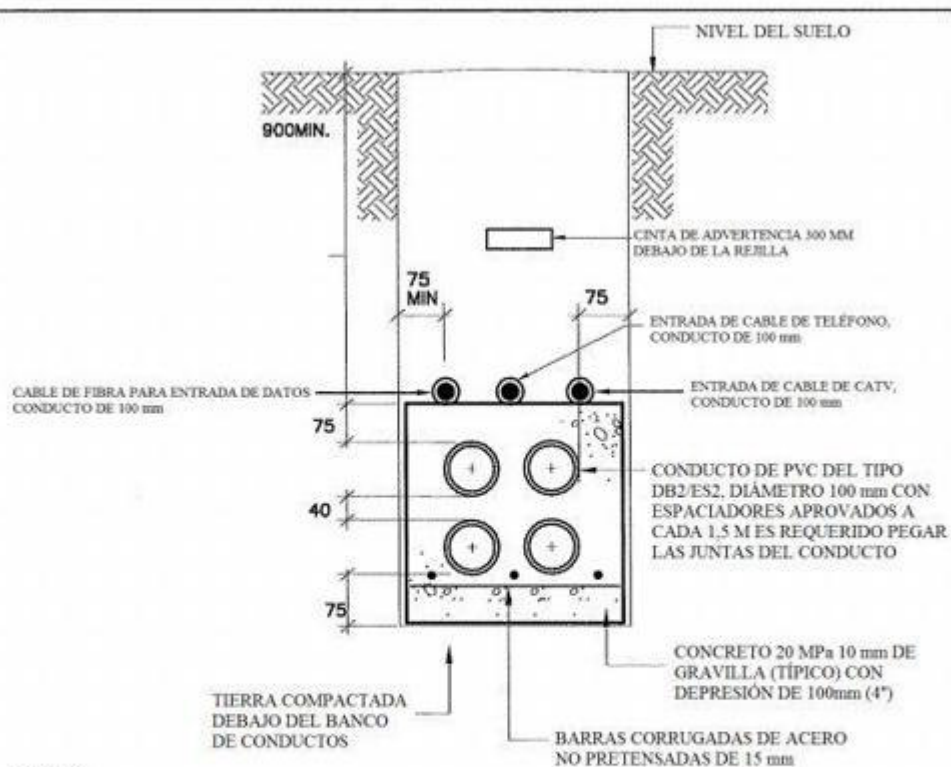 NIVEL DEL SUELO
900MIN.
CINTA DE ADVERTENCIA 300 MM
DEBAJO DE LA REJILLA
75
MIN
75
ENTRADA DE CABLE DE TELÉFONO,
CONDUCTO DE 100 mm
CABLE DE FIBRA PARA ENTRADA DE DATOS
CONDUCTO DE 100 mm
ENTRADA DE CABLE DE CATV,
CONDUCTO DE 100 mm
75
CONDUCTO DE PVC DEL TIPO
DB2/ES2, DIÁMETRO 100 mm CON
ESPACIADORES APROVADOS A
CADA 1,5 M ES REQUERIDO PEGAR
LAS JUNTAS DEL CONDUCTO
40
75
CONCRETO 20 MPa 10 mm DE
GRAVILLA (TÍPICO) CON
DEPRESIÓN DE 100mm (4")
TIERRA COMPACTADA
DEBAJO DEL BANCO
DE CONDUCTOS
BARRAS CORRUGADAS DE ACERO
NO PRETENSADAS DE 15 mm